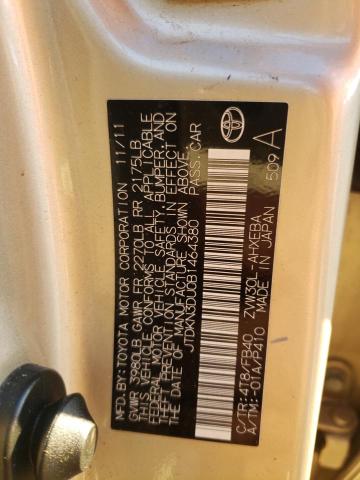 MFD.BY:TOYOTA MOTOR CORPORATION 11/11
GVWR 3980LB GAWR FR 2270LB RR 2175LB
THIS VEHICLE CONFORMS TO ALL APPLICABLE
FEDERAL MOTOR VEHICLE SAFETY, BUMPER, AND
THEFT PREVENTION STANDARDS IN EFFECT ON
THE DATE OF MANUFACTURE SHOWN ABOVE.
JTDKN3DU0C1464380 PASS.CAR
C/TR:4T8/FB40 ZVW30L-AHXEBA
A/TM:-01A/P410 MADE IN JAPAN
509 A